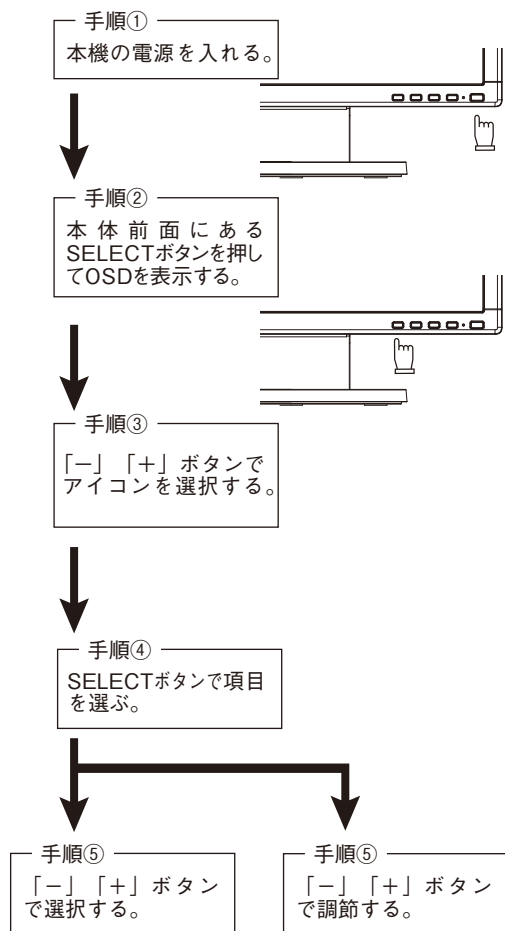 手順①
本機の電源を入れる。
手順②
本体前面にある
SELECTボタンを押し
てOSDを表示する。
手順③
「－」「＋」ボタンで
アイコンを選択する。
手順④
SELECTボタンで項目
を選ぶ。
手順⑤
「－」「＋」ボタン
で選択する。
手順⑤
「－」「＋」ボタン
で調節する。